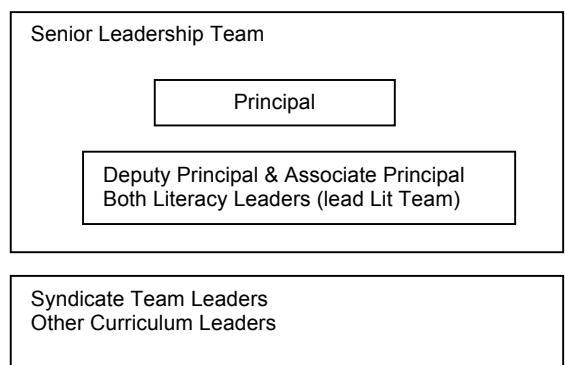 Senior Leadership Team
Principal
Deputy Principal & Associate Principal
Both Literacy Leaders (lead Lit Team)
Syndicate Team Leaders
Other Curriculum Leaders